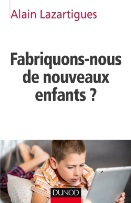 Alain Lazartigues
Fabriquons-nous
de nouveaux
enfants ?
DUNOD